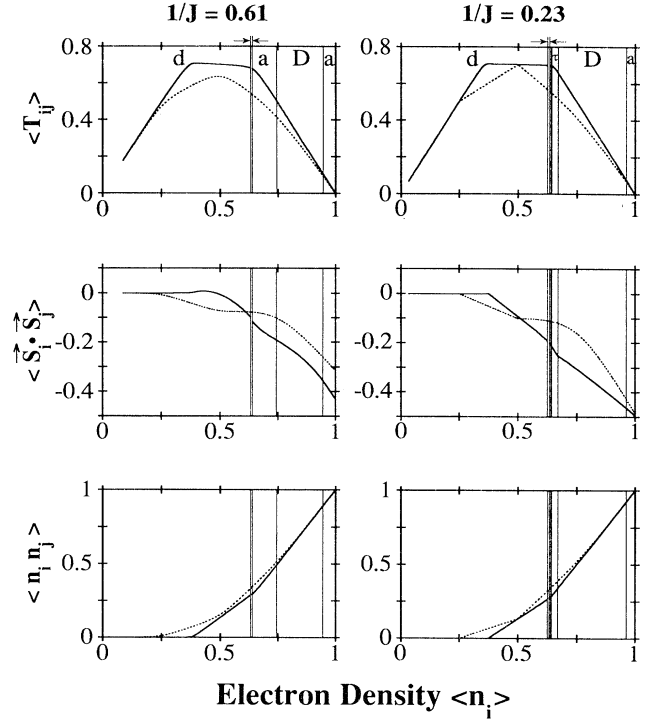 1/J = 0.61 1/J = 0.23
<T_ij>
0.8 0.8
d a D a d D a
0.4 0.4
0 0
0 0.5 1 0 0.5 1
<S_i • S_j>
0 0
-0.2 -0.2
-0.4 -0.4
0 0.5 1 0 0.5 1
<n_i n_j>
1 1
0.5 0.5
0 0
0 0.5 1 0 0.5 1
Electron Density <n_i>